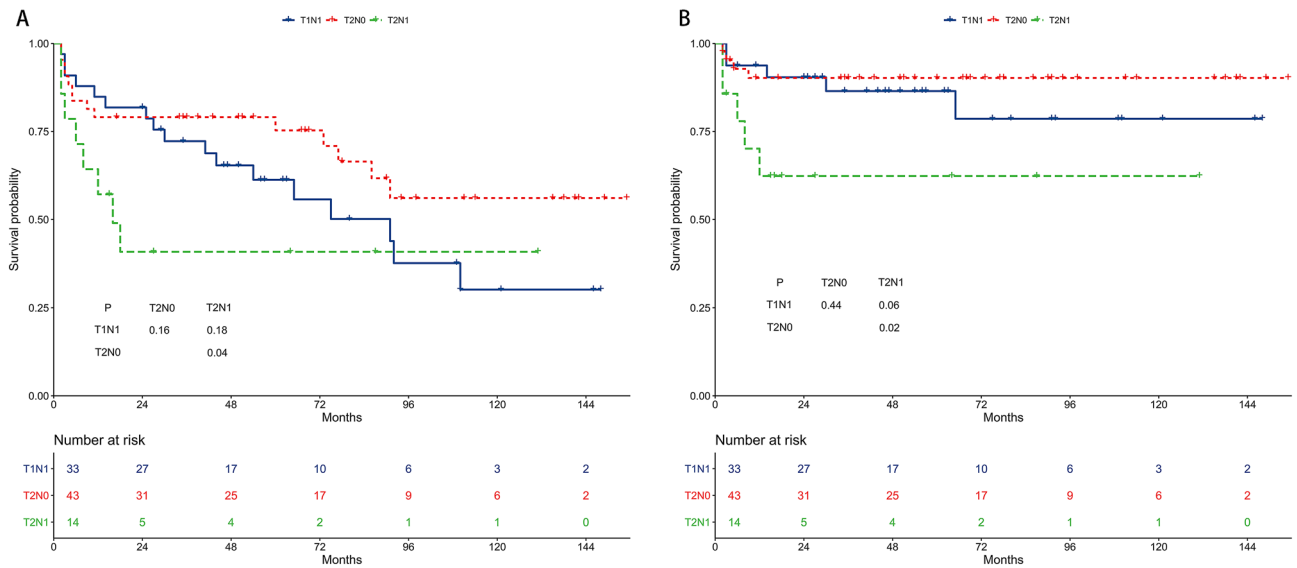 A
T1N1 T2N0 T2N1
1.00
0.75
0.50
0.25
0.00
Survival probability
P T2N0 T2N1
T1N1 0.16 0.18
T2N0 0.04
0 24 48 72 96 120 144
Months
Number at risk
T1N1 33 27 17 10 6 3 2
T2N0 43 31 25 17 9 6 2
T2N1 14 5 4 2 1 1 0
0 24 48 72 96 120 144
Months
B
T1N1 T2N0 T2N1
1.00
0.75
0.50
0.25
0.00
Survival probability
P T2N0 T2N1
T1N1 0.44 0.06
T2N0 0.02
0 24 48 72 96 120 144
Months
Number at risk
T1N1 33 27 17 10 6 3 2
T2N0 43 31 25 17 9 6 2
T2N1 14 5 4 2 1 1 0
0 24 48 72 96 120 144
Months